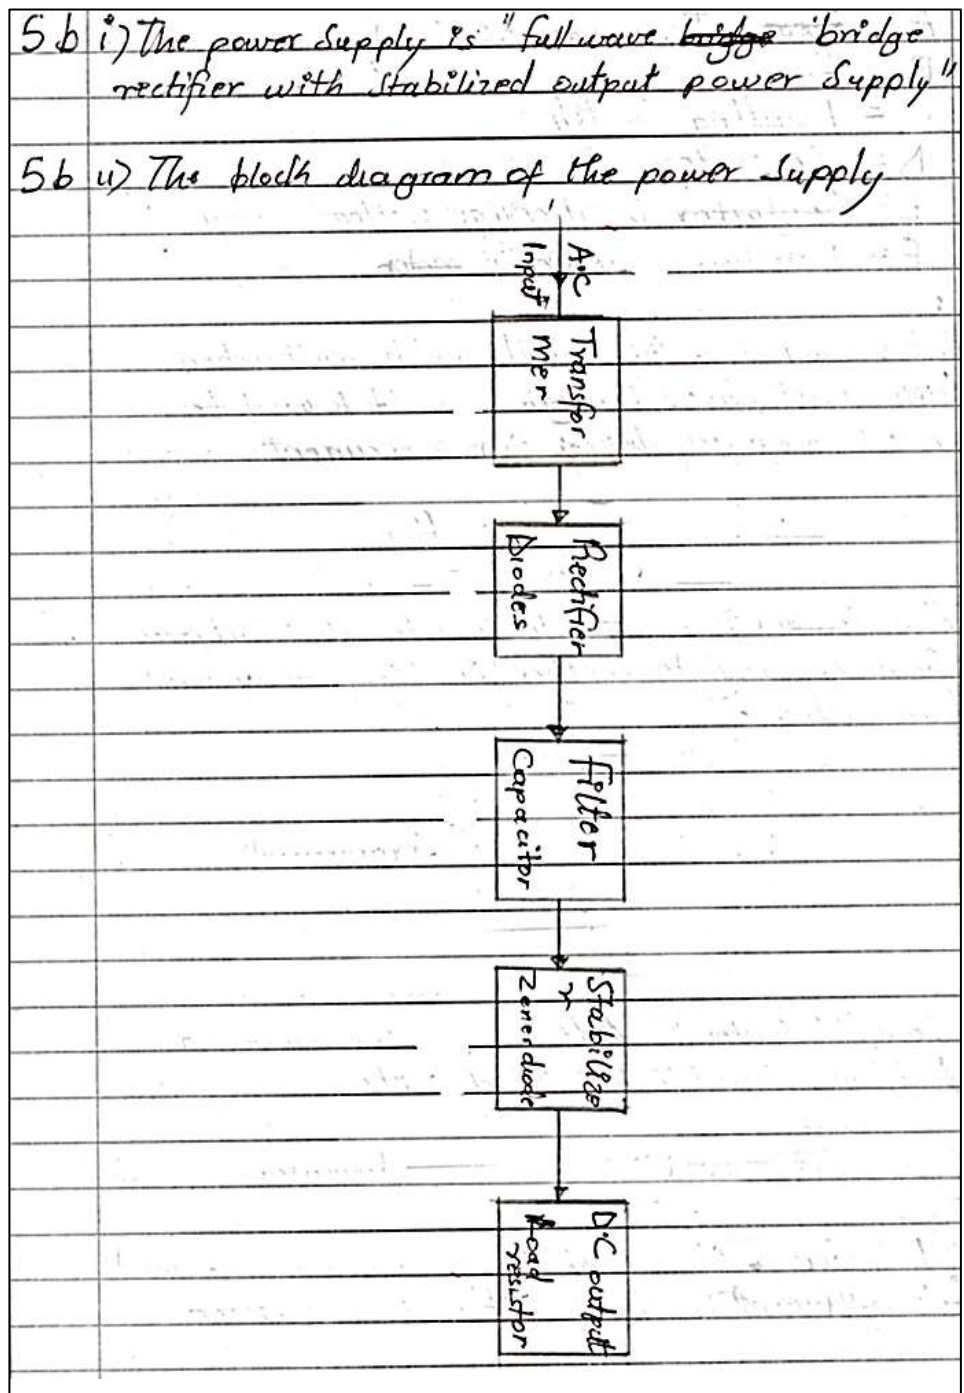 5b i) The power Supply is "full wave bridge bridge
rectifier with Stabilized output power Supply"
5b ii) The block diagram of the power Supply
A.C
Input
Transfor
mer
Rectifier
Diodes
Filter
Capacitor
Stabilize
r
Zener diode
D.C output
Load
resistor